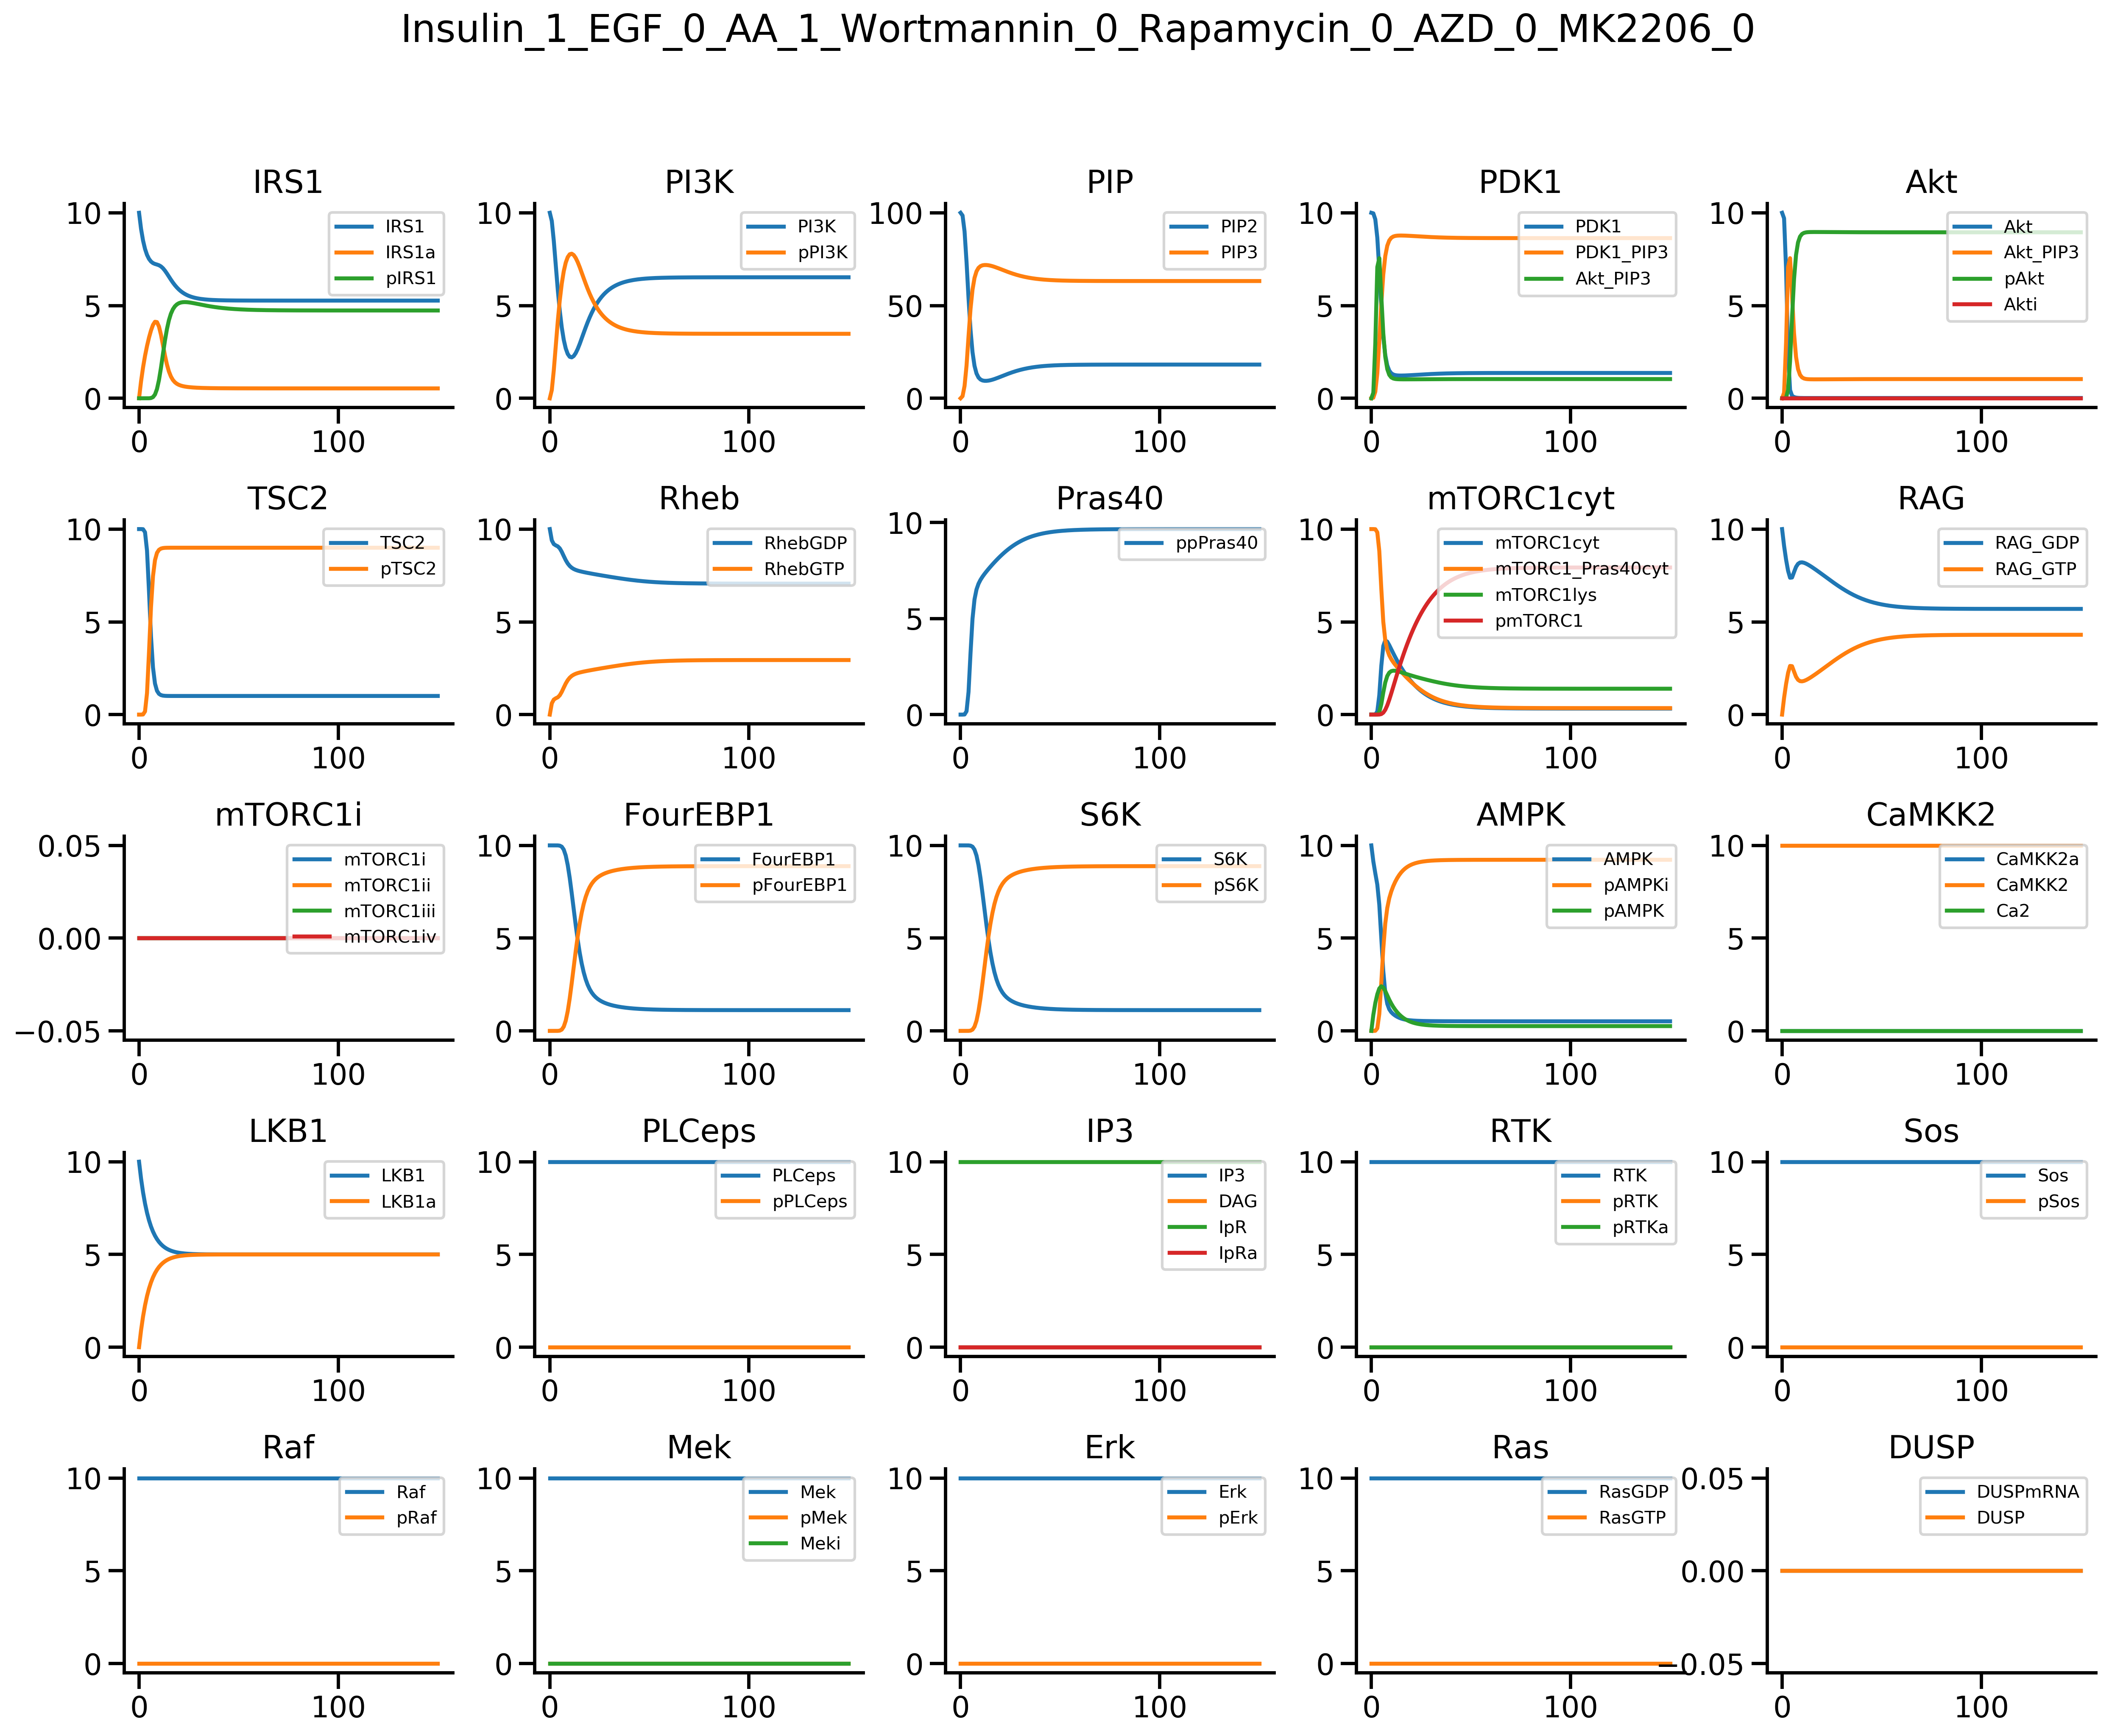 Insulin_1_EGF_0_AA_1_Wortmannin_0_Rapamycin_0_AZD_0_MK2206_0
IRS1
10
5
0
0
100
IRS1
IRS1a
pIRS1
PI3K
10
5
0
0
100
PI3K
pPI3K
PIP
100
50
0
0
100
PIP2
PIP3
PDK1
10
5
0
0
100
PDK1
PDK1_PIP3
Akt_PIP3
Akt
10
5
0
0
100
Akt
Akt_PIP3
pAkt
Akti
TSC2
10
5
0
0
100
TSC2
pTSC2
Rheb
10
5
0
0
100
RhebGDP
RhebGTP
Pras40
10
5
0
0
100
ppPras40
mTORC1cyt
10
5
0
0
100
mTORC1cyt
mTORC1_Pras40cyt
mTORC1lys
pmTORC1
RAG
10
5
0
0
100
RAG_GDP
RAG_GTP
mTORC1i
0.05
0.00
−0.05
0
100
mTORC1i
mTORC1ii
mTORC1iii
mTORC1iv
FourEBP1
10
5
0
0
100
FourEBP1
pFourEBP1
S6K
10
5
0
0
100
S6K
pS6K
AMPK
10
5
0
0
100
AMPK
pAMPKi
pAMPK
CaMKK2
10
5
0
0
100
CaMKK2a
CaMKK2
Ca2
LKB1
10
5
0
0
100
LKB1
LKB1a
PLCeps
10
5
0
0
100
PLCeps
pPLCeps
IP3
10
5
0
0
100
IP3
DAG
IpR
IpRa
RTK
10
5
0
0
100
RTK
pRTK
pRTKa
Sos
10
5
0
0
100
Sos
pSos
Raf
10
5
0
0
100
Raf
pRaf
Mek
10
5
0
0
100
Mek
pMek
Meki
Erk
10
5
0
0
100
Erk
pErk
Ras
10
5
0
0
100
RasGDP
RasGTP
DUSP
0.05
0.00
−0.05
0
100
DUSPmRNA
DUSP